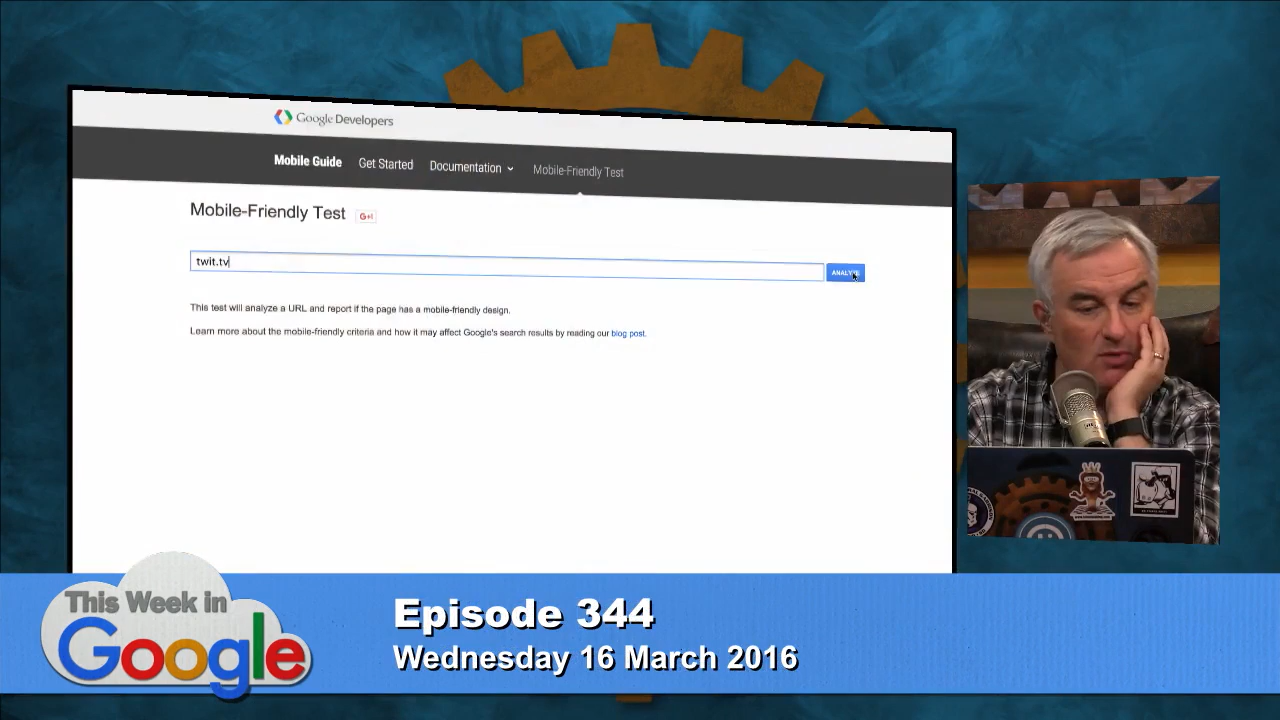 Google Developers
Mobile Guide Get Started Documentation Mobile-Friendly Test
Mobile-Friendly Test G+1
twit.tv
This test will analyze a URL and report if the page has a mobile-friendly design.
Learn more about the mobile-friendly criteria and how it may affect Google's search results by reading our blog post.
This Week in
Google
Episode 344
Wednesday 16 March 2016